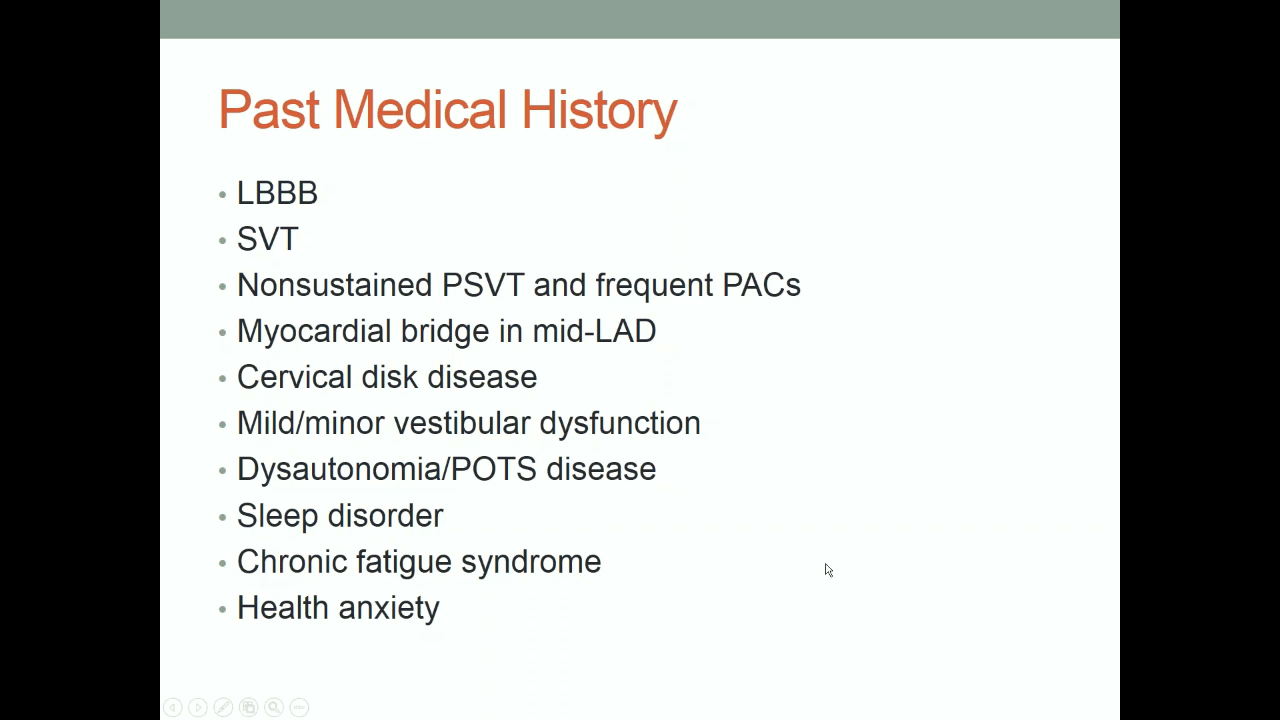 Past Medical History
• LBBB
• SVT
• Nonsustained PSVT and frequent PACs
• Myocardial bridge in mid-LAD
• Cervical disk disease
• Mild/minor vestibular dysfunction
• Dysautonomia/POTS disease
• Sleep disorder
• Chronic fatigue syndrome
• Health anxiety